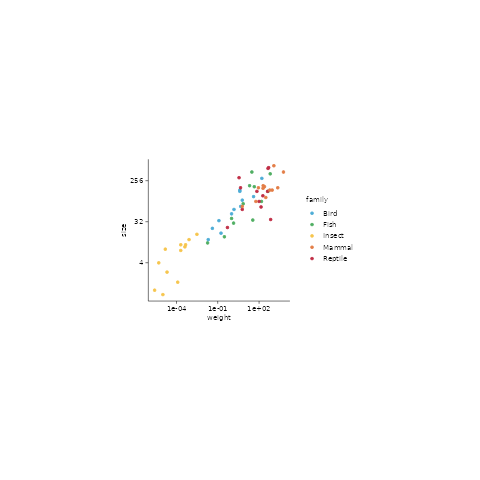 256
32
4
size
1e-04 1e-01 1e+02
weight
family
Bird
Fish
Insect
Mammal
Reptile